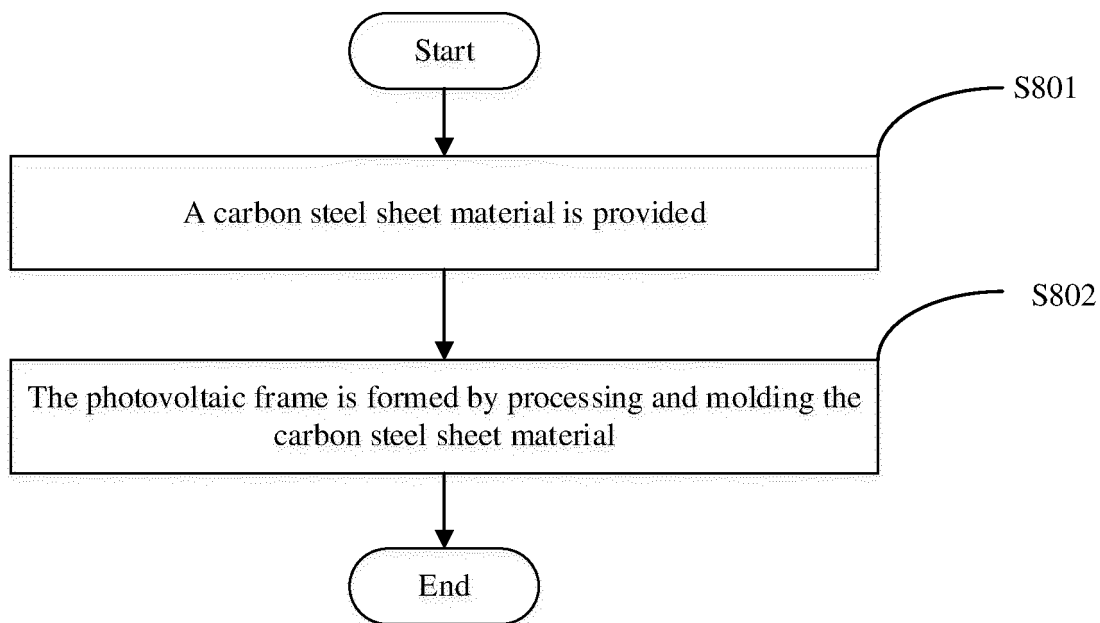 Start
S801
A carbon steel sheet material is provided
S802
The photovoltaic frame is formed by processing and molding the
carbon steel sheet material
End